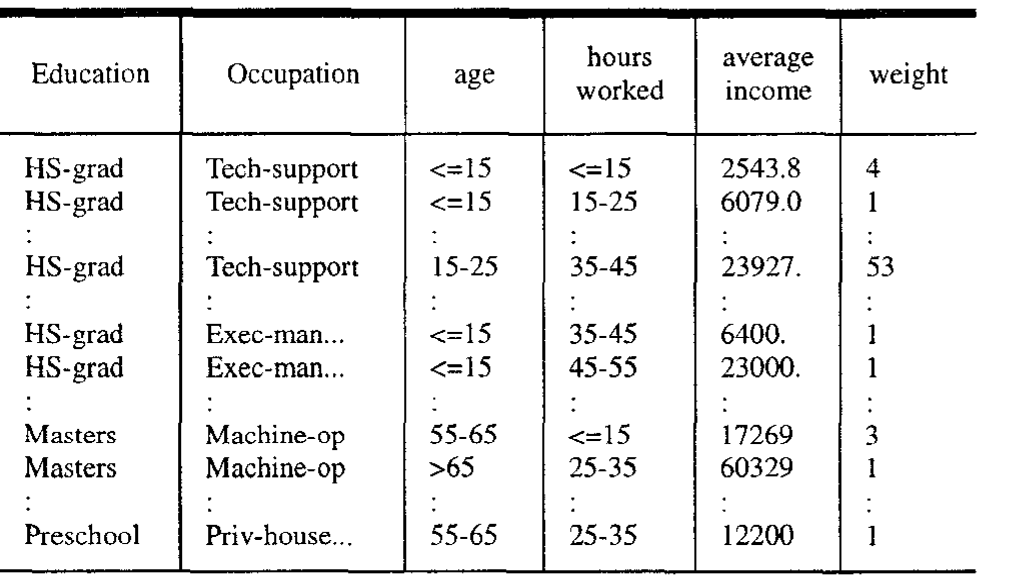 Education Occupation age hours worked average income weight
HS-grad Tech-support <=15 <=15 2543.8 4
HS-grad Tech-support <=15 15-25 6079.0 1
: : : : : :
HS-grad Tech-support 15-25 35-45 23927. 53
: : : : : :
HS-grad Exec-man... <=15 35-45 6400. 1
HS-grad Exec-man... <=15 45-55 23000. 1
: : : : : :
Masters Machine-op 55-65 <=15 17269 3
Masters Machine-op >65 25-35 60329 1
: : : : : :
Preschool Priv-house... 55-65 25-35 12200 1